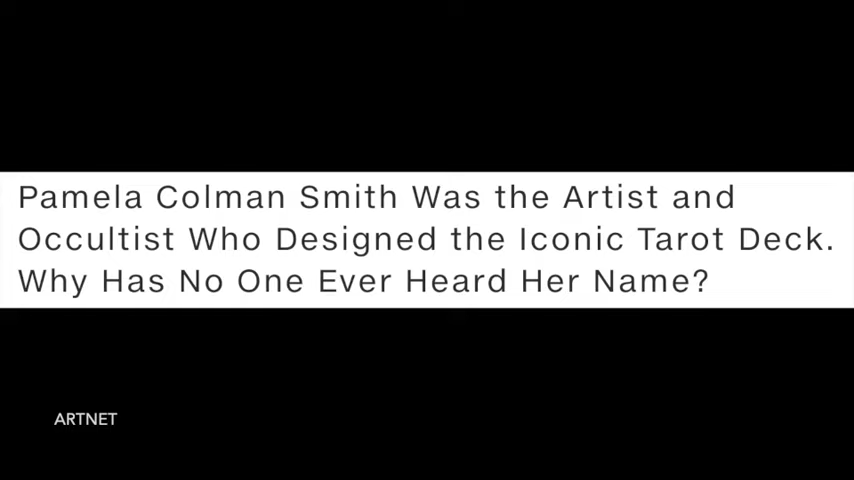 Pamela Colman Smith Was the Artist and
Occultist Who Designed the Iconic Tarot Deck.
Why Has No One Ever Heard Her Name?
ARTNET